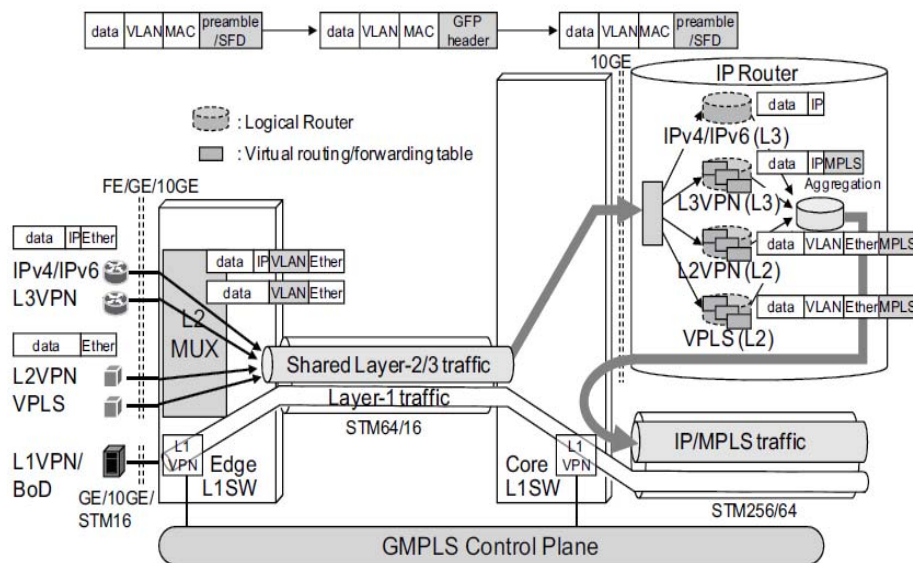 data VLAN MAC preamble /SFD
data VLAN MAC GFP header
data VLAN MAC preamble /SFD
10GE
IP Router
: Logical Router
: Virtual routing/forwarding table
data IP
IPv4/IPv6 (L3)
data IP MPLS
Aggregation
L3VPN (L3)
data VLAN Ether MPLS
L2VPN (L2)
data VLAN Ether MPLS
VPLS (L2)
FE/GE/10GE
data IP Ether
IPv4/IPv6
L3VPN
data IP VLAN Ether
data VLAN Ether
L2
MUX
data Ether
L2VPN
VPLS
Shared Layer-2/3 traffic
Layer-1 traffic
STM64/16
L1VPN/
BoD
GE/10GE/
STM16
L1
VPN
Edge
L1SW
Core
L1SW
L1
VPN
IP/MPLS traffic
STM256/64
GMPLS Control Plane